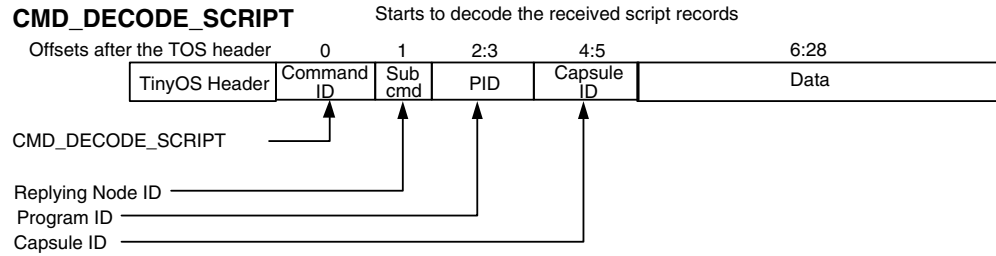 CMD_DECODE_SCRIPT Starts to decode the received script records
Offsets after the TOS header 0 1 2:3 4:5 6:28
TinyOS Header Command ID Sub cmd PID Capsule ID Data
CMD_DECODE_SCRIPT
Replying Node ID
Program ID
Capsule ID